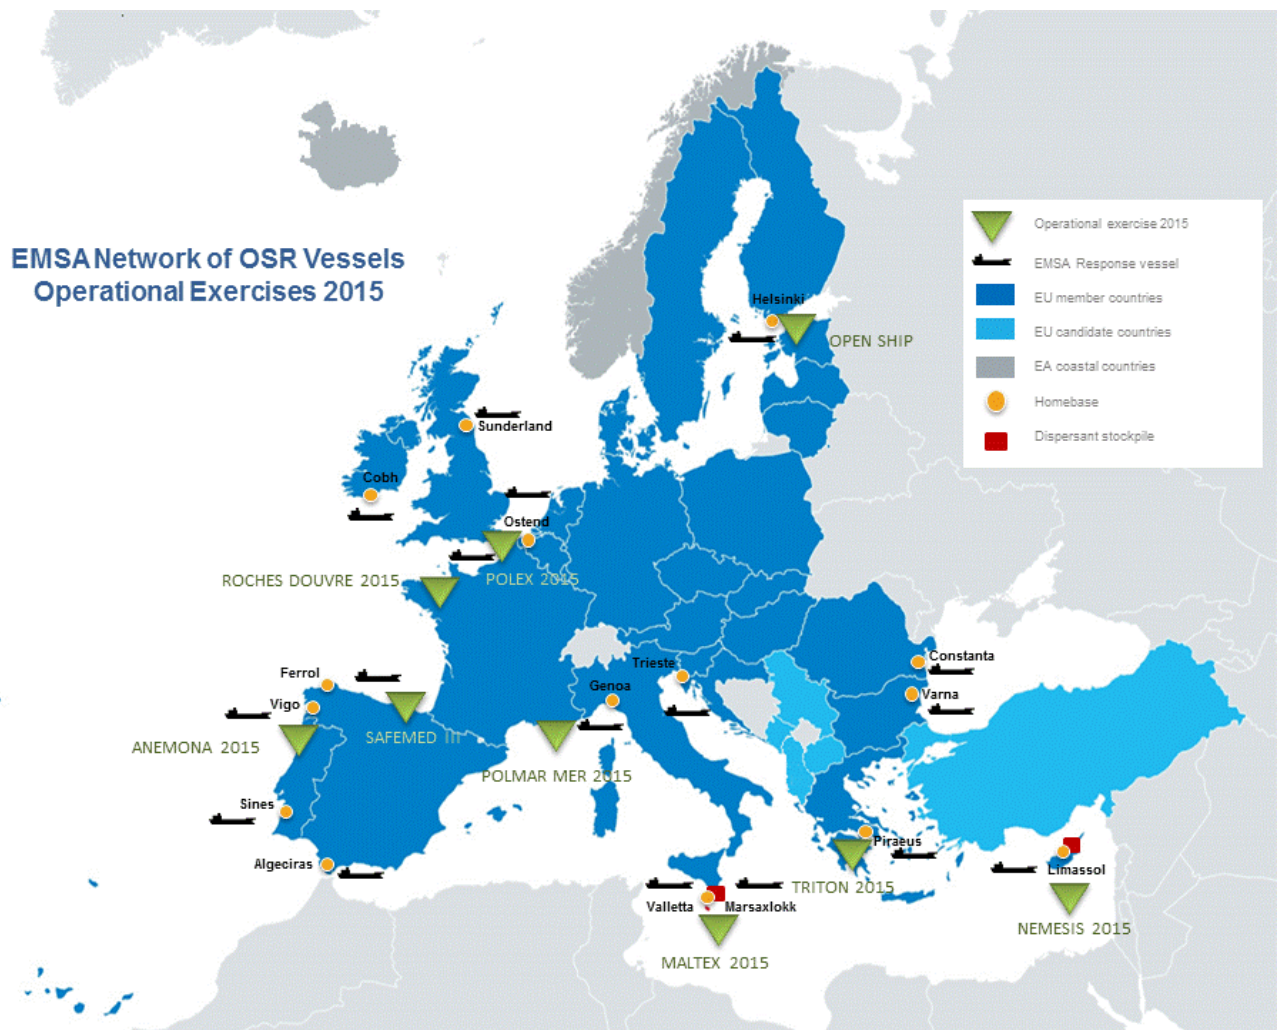 EMSA Network of OSR Vessels
Operational Exercises 2015
Operational exercise 2015
EMSA Response vessel
EU member countries
EU candidate countries
EA coastal countries
Homebase
Dispersant stockpile
Helsinki
OPEN SHIP
Sunderland
Cobh
Ostend
ROCHES DOUVRE 2015
POLEX 2015
Trieste
Constanta
Ferrol
Genoa
Varna
Vigo
SAFEMED III
ANEMONA 2015
POLMAR MER 2015
Sines
Piraeus
Algeciras
Limassol
TRITON 2015
Valletta
Marsaxlokk
NEMESIS 2015
MALTEX 2015